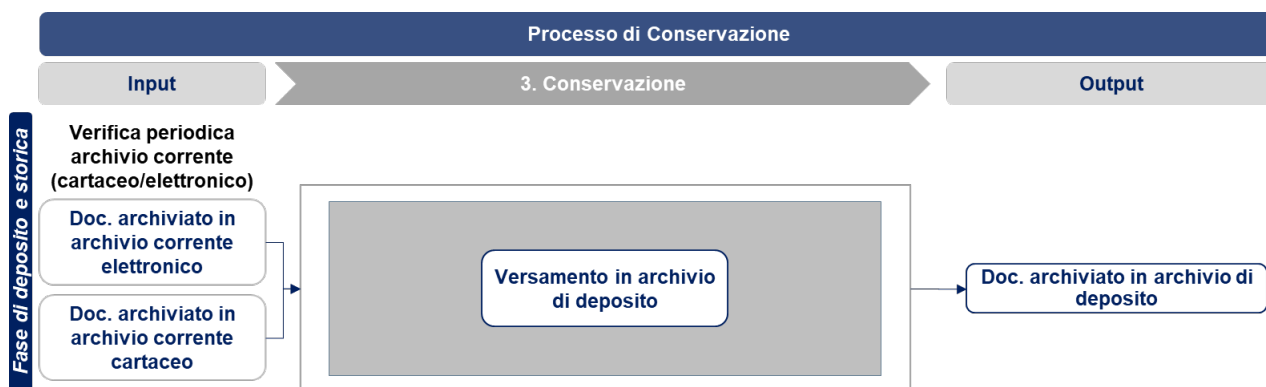 Processo di Conservazione
Input
3. Conservazione
Output
Fase di deposito e storica
Verifica periodica
archivio corrente
(cartaceo/elettronico)
Doc. archiviato in
archivio corrente
elettronico
Doc. archiviato in
archivio corrente
cartaceo
Versamento in archivio
di deposito
Doc. archiviato in archivio di
deposito